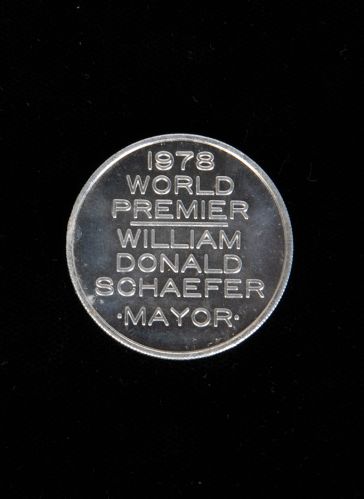 1978
WORLD
PREMIER
WILLIAM
DONALD
SCHAEFER
·MAYOR·